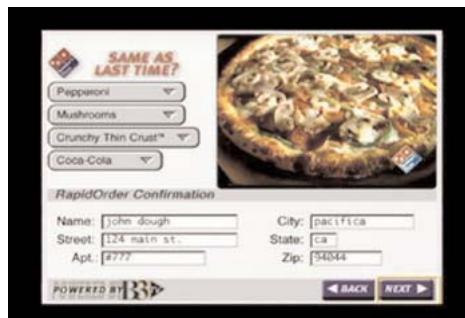 SAME AS
LAST TIME?
Pepperoni
Mushrooms
Crunchy Thin Crust™
Coca-Cola
RapidOrder Confirmation
Name: john dough
City: pacifica
Street: 124 main st.
State: ca
Apt.: #777
Zip: 94044
POWERED BY
BACK
NEXT